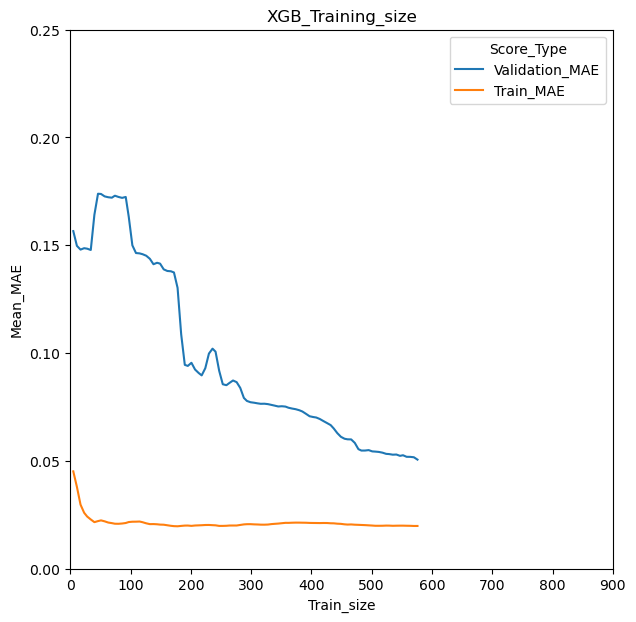 XGB_Training_size
Score_Type
Validation_MAE
Train_MAE
Mean_MAE
0.25
0.20
0.15
0.10
0.05
0.00
0 100 200 300 400 500 600 700 800 900
Train_size